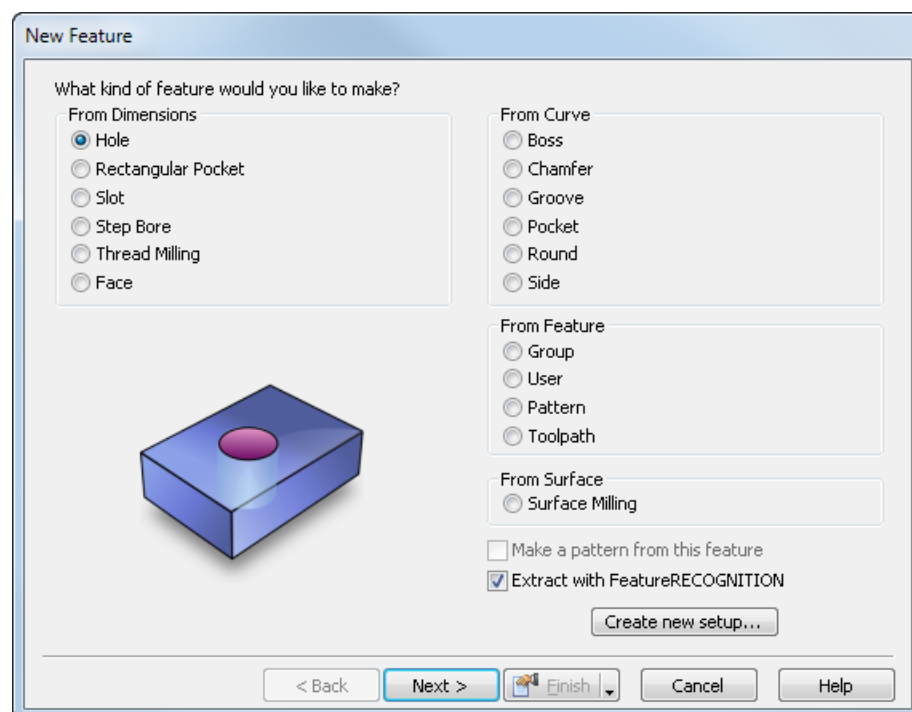 New Feature
What kind of feature would you like to make?
From Dimensions
Hole
Rectangular Pocket
Slot
Step Bore
Thread Milling
Face
From Curve
Boss
Chamfer
Groove
Pocket
Round
Side
From Feature
Group
User
Pattern
Toolpath
From Surface
Surface Milling
Make a pattern from this feature
Extract with FeatureRECOGNITION
Create new setup...
< Back
Next >
Finish
Cancel
Help